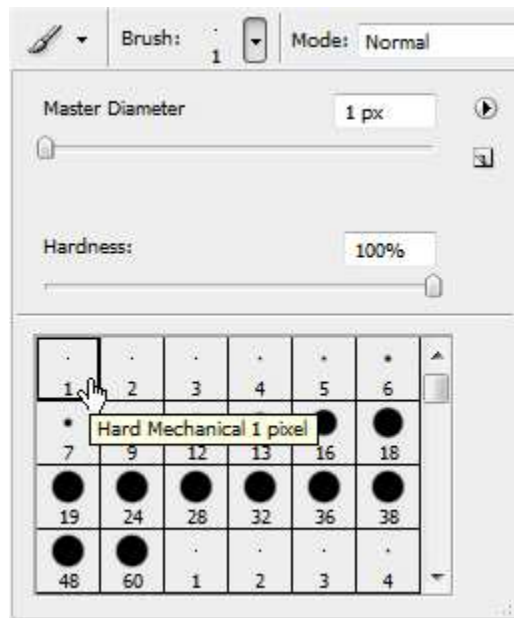 Brush: 1 Mode: Normal
Master Diameter 1 px
Hardness: 100%
1 2 3 4 5 6
Hard Mechanical 1 pixel
7 9 12 13 16 18
19 24 28 32 36 38
48 60 1 2 3 4